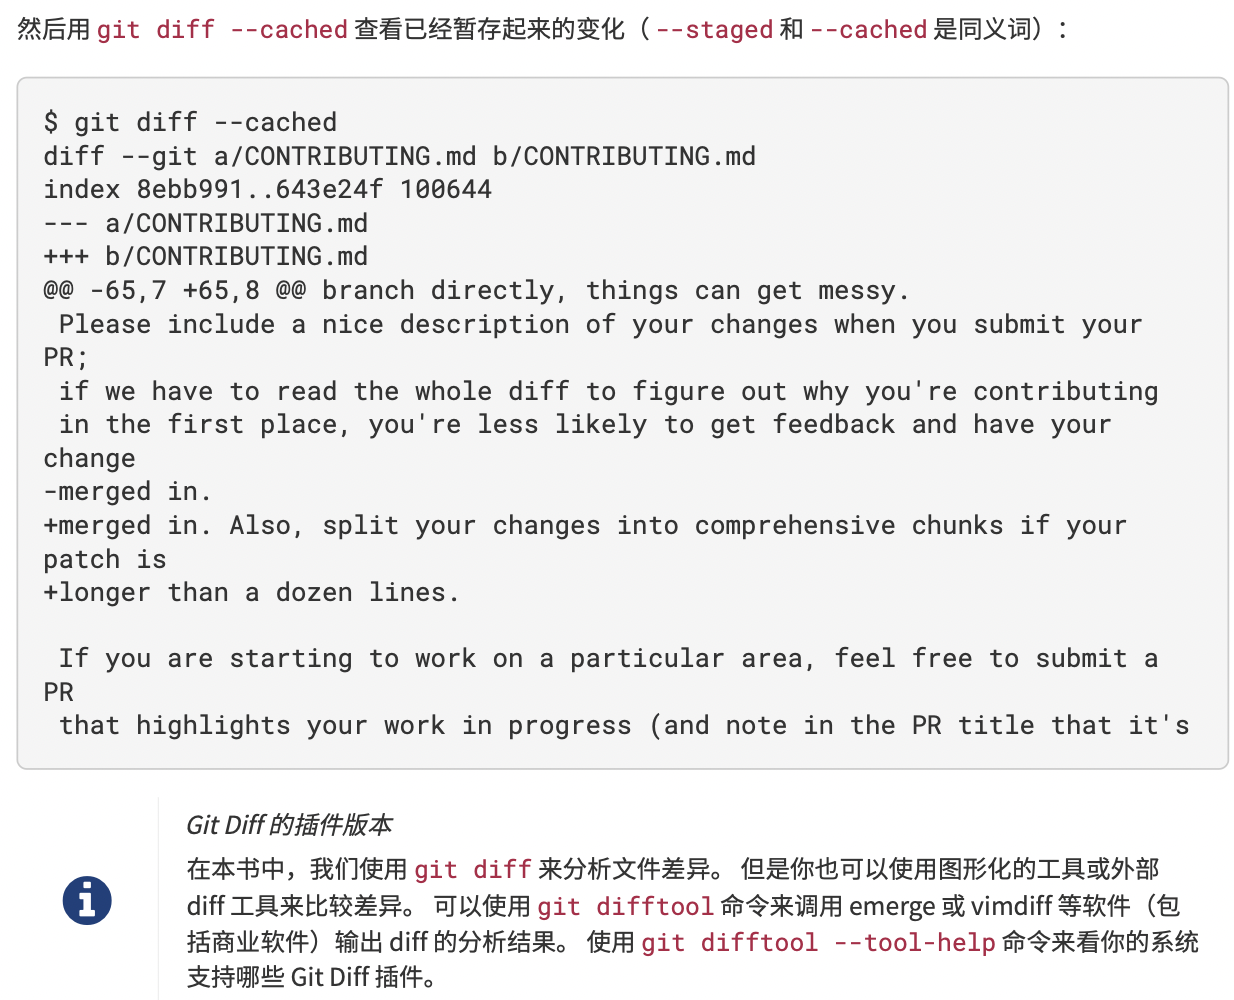 然后用 git diff --cached 查看已经暂存起来的变化（ --staged 和 --cached 是同义词）：
$ git diff --cached
diff --git a/CONTRIBUTING.md b/CONTRIBUTING.md
index 8ebb991..643e24f 100644
--- a/CONTRIBUTING.md
+++ b/CONTRIBUTING.md
@@ -65,7 +65,8 @@ branch directly, things can get messy.
 Please include a nice description of your changes when you submit your
PR;
 if we have to read the whole diff to figure out why you're contributing
 in the first place, you're less likely to get feedback and have your
change
-merged in.
+merged in. Also, split your changes into comprehensive chunks if your
patch is
+longer than a dozen lines.
 If you are starting to work on a particular area, feel free to submit a
PR
 that highlights your work in progress (and note in the PR title that it's
Git Diff 的插件版本
在本书中，我们使用 git diff 来分析文件差异。 但是你也可以使用图形化的工具或外部
diff 工具来比较差异。 可以使用 git difftool 命令来调用 emerge 或 vimdiff 等软件（包
括商业软件）输出 diff 的分析结果。 使用 git difftool --tool-help 命令来看你的系统
支持哪些 Git Diff 插件。